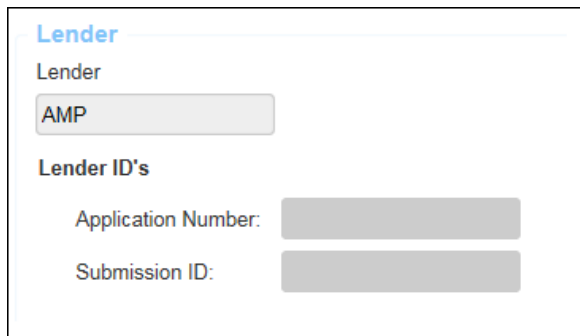 Lender
Lender
AMP
Lender ID's
Application Number:
Submission ID: